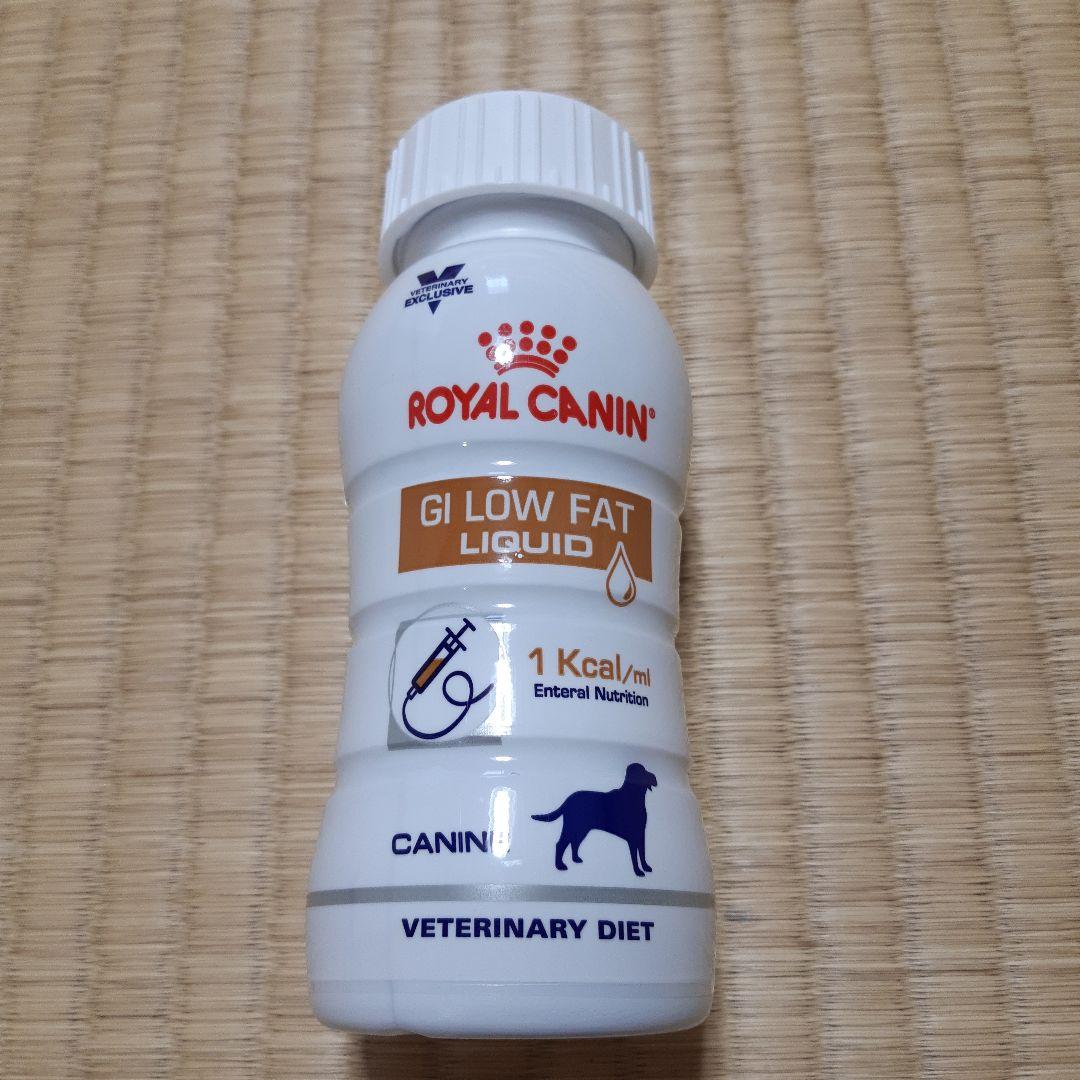 VETERINARY
EXCLUSIVE
ROYAL CANIN®
GI LOW FAT
LIQUID
1 Kcal/ml
Enteral Nutrition
CANINE
VETERINARY DIET